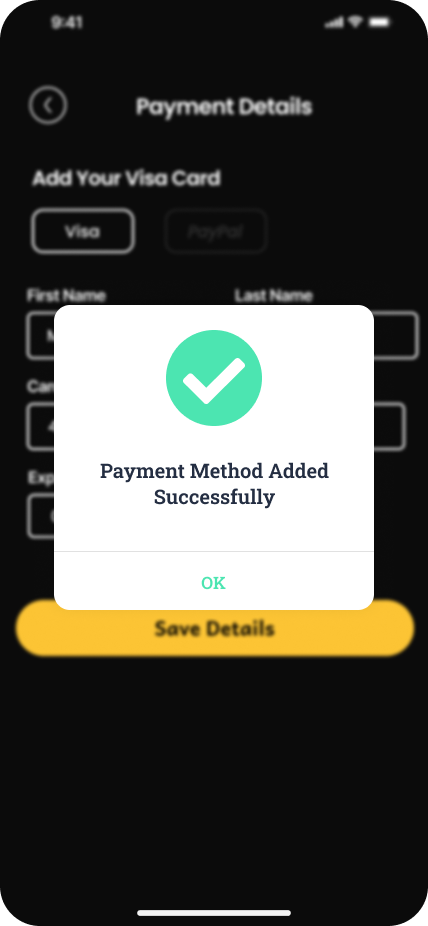 9:41
Payment Details
Add Your Visa Card
Visa
PayPal
First Name
Last Name
Payment Method Added
Successfully
OK
Save Details